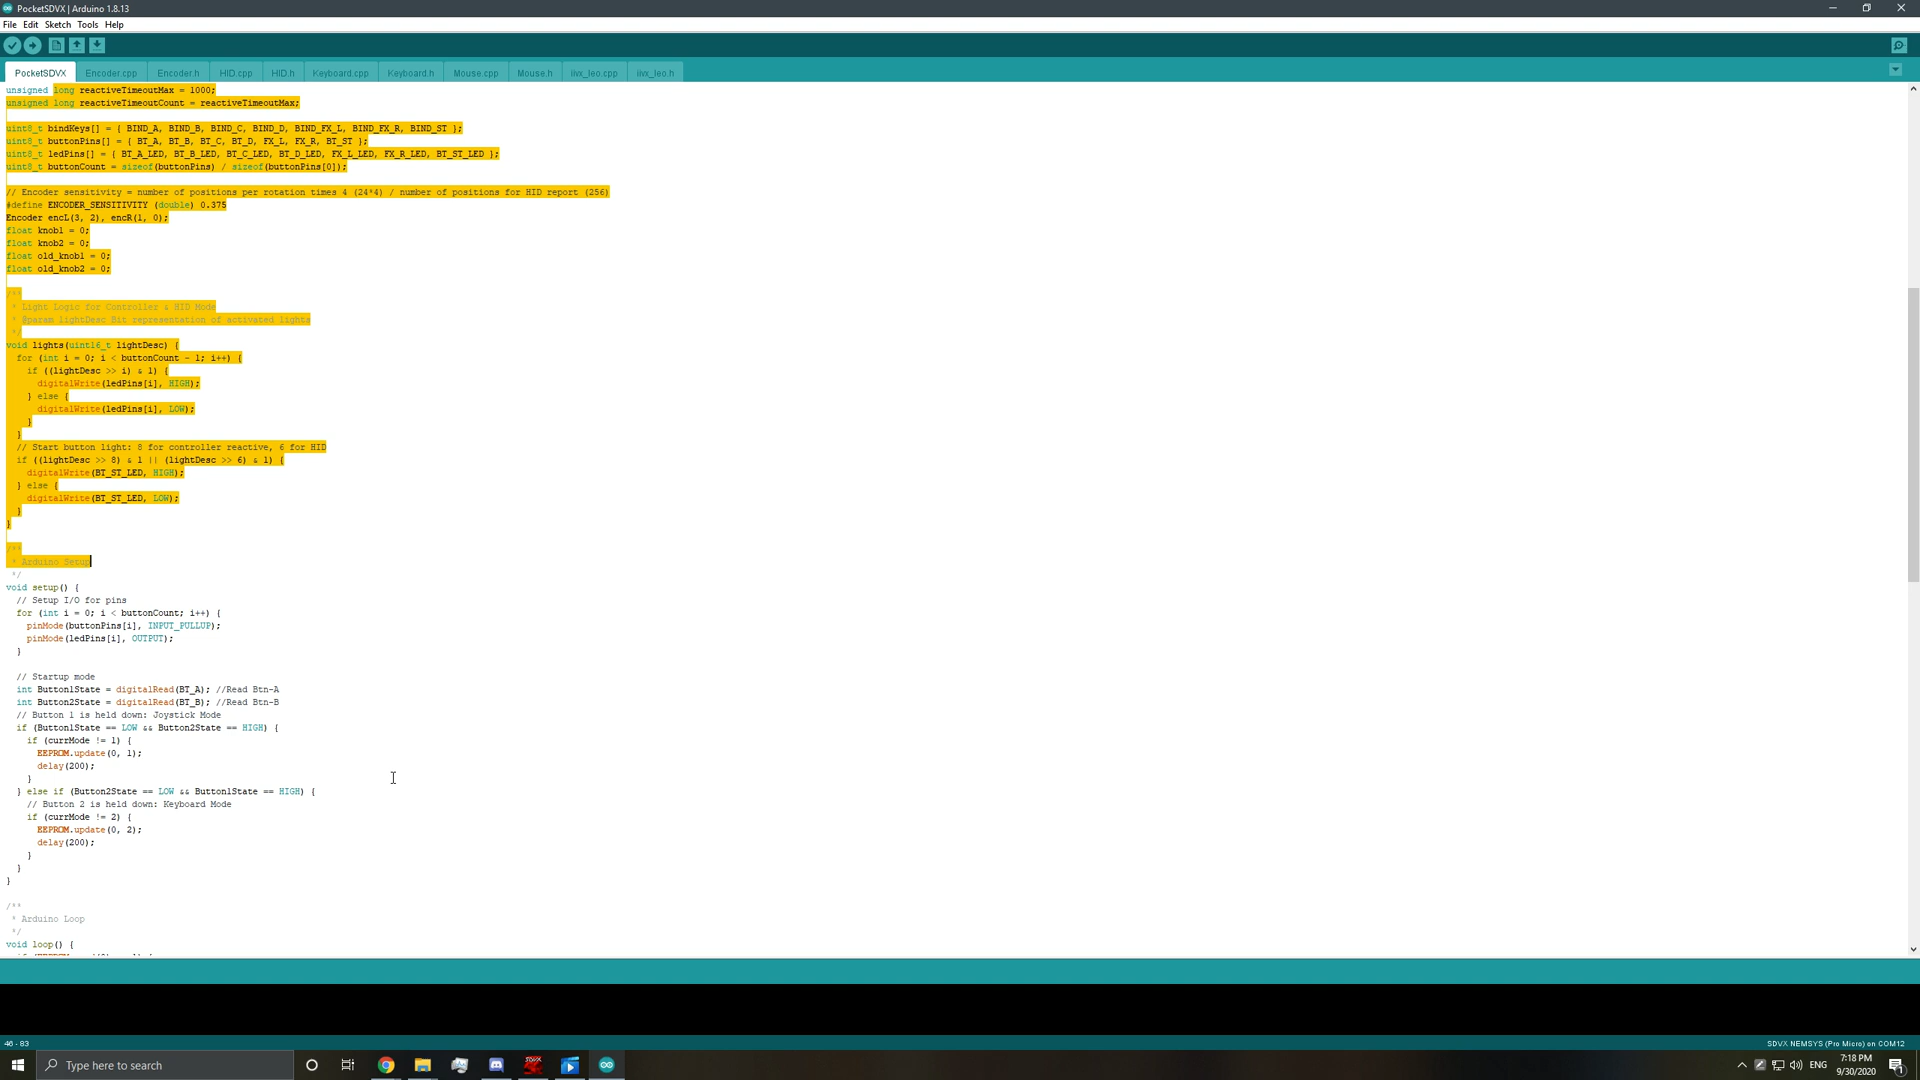 PocketSDVX | Arduino 1.8.13
File Edit Sketch Tools Help
PocketSDVX Encoder.cpp Encoder.h HID.cpp HID.h Keyboard.cpp Keyboard.h Mouse.cpp Mouse.h iivx_leo.cpp iivx_leo.h
unsigned long reactiveTimeoutMax = 1000;
unsigned long reactiveTimeoutCount = reactiveTimeoutMax;
uint8_t bindKeys[] = { BIND_A, BIND_B, BIND_C, BIND_D, BIND_FX_L, BIND_FX_R, BIND_ST };
uint8_t buttonPins[] = { BT_A, BT_B, BT_C, BT_D, FX_L, FX_R, BT_ST };
uint8_t ledPins[] = { BT_A_LED, BT_B_LED, BT_C_LED, BT_D_LED, FX_L_LED, FX_R_LED, BT_ST_LED };
uint8_t buttonCount = sizeof(buttonPins) / sizeof(buttonPins[0]);
// Encoder sensitivity = number of positions per rotation times 4 (24*4) / number of positions for HID report (256)
#define ENCODER_SENSITIVITY (double) 0.375
Encoder encL(3, 2), encR(1, 0);
float knob1 = 0;
float knob2 = 0;
float old_knob1 = 0;
float old_knob2 = 0;
/**
* Light Logic for Controller & HID Mode
* @param lightDesc Bit representation of activated lights
*/
void lights(uint16_t lightDesc) {
for (int i = 0; i < buttonCount - 1; i++) {
if ((lightDesc >> i) & 1) {
digitalWrite(ledPins[i], HIGH);
} else {
digitalWrite(ledPins[i], LOW);
}
}
// Start button light: 8 for controller reactive, 6 for HID
if ((lightDesc >> 8) & 1 || (lightDesc >> 6) & 1) {
digitalWrite(BT_ST_LED, HIGH);
} else {
digitalWrite(BT_ST_LED, LOW);
}
}
/**
* Arduino Setup
*/
void setup() {
// Setup I/O for pins
for (int i = 0; i < buttonCount; i++) {
pinMode(buttonPins[i], INPUT_PULLUP);
pinMode(ledPins[i], OUTPUT);
}
// Startup mode
int Button1State = digitalRead(BT_A); //Read Btn-A
int Button2State = digitalRead(BT_B); //Read Btn-B
// Button 1 is held down: Joystick Mode
if (Button1State == LOW && Button2State == HIGH) {
if (currMode != 1) {
EEPROM.update(0, 1);
delay(200);
}
} else if (Button2State == LOW && Button1State == HIGH) {
// Button 2 is held down: Keyboard Mode
if (currMode != 2) {
EEPROM.update(0, 2);
delay(200);
}
}
}
/**
* Arduino Loop
*/
void loop() {
46 - 83
SDVX NEMSYS (Pro Micro) on COM12
Type here to search
ENG
7:18 PM
9/30/2020